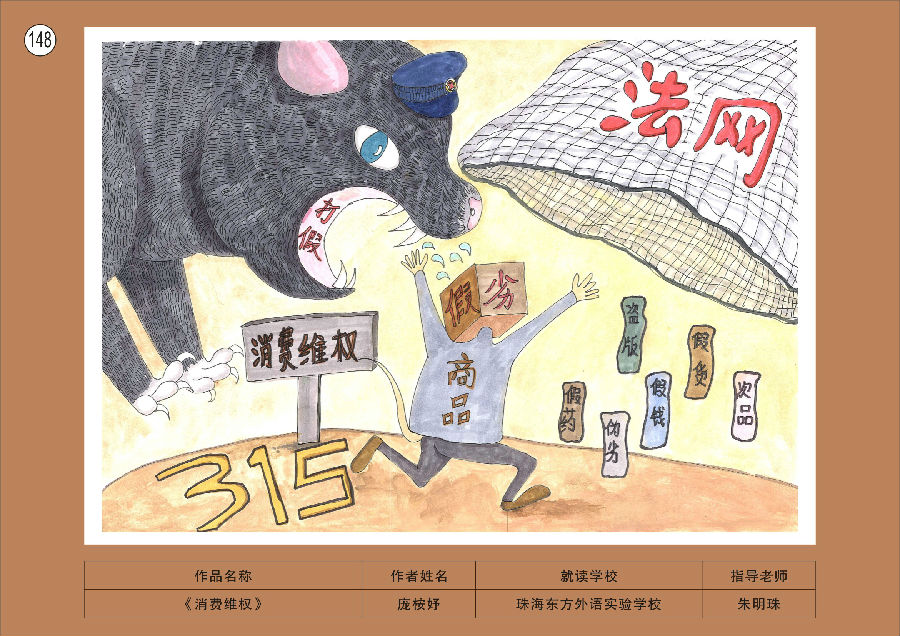 148
法网
打假
假劣
消费维权
商品
盗版
假货
假药
伪劣
假钱
次品
315
作品名称 作者姓名 就读学校 指导老师
《消费维权》 庞桉妤 珠海东方外语实验学校 朱明珠